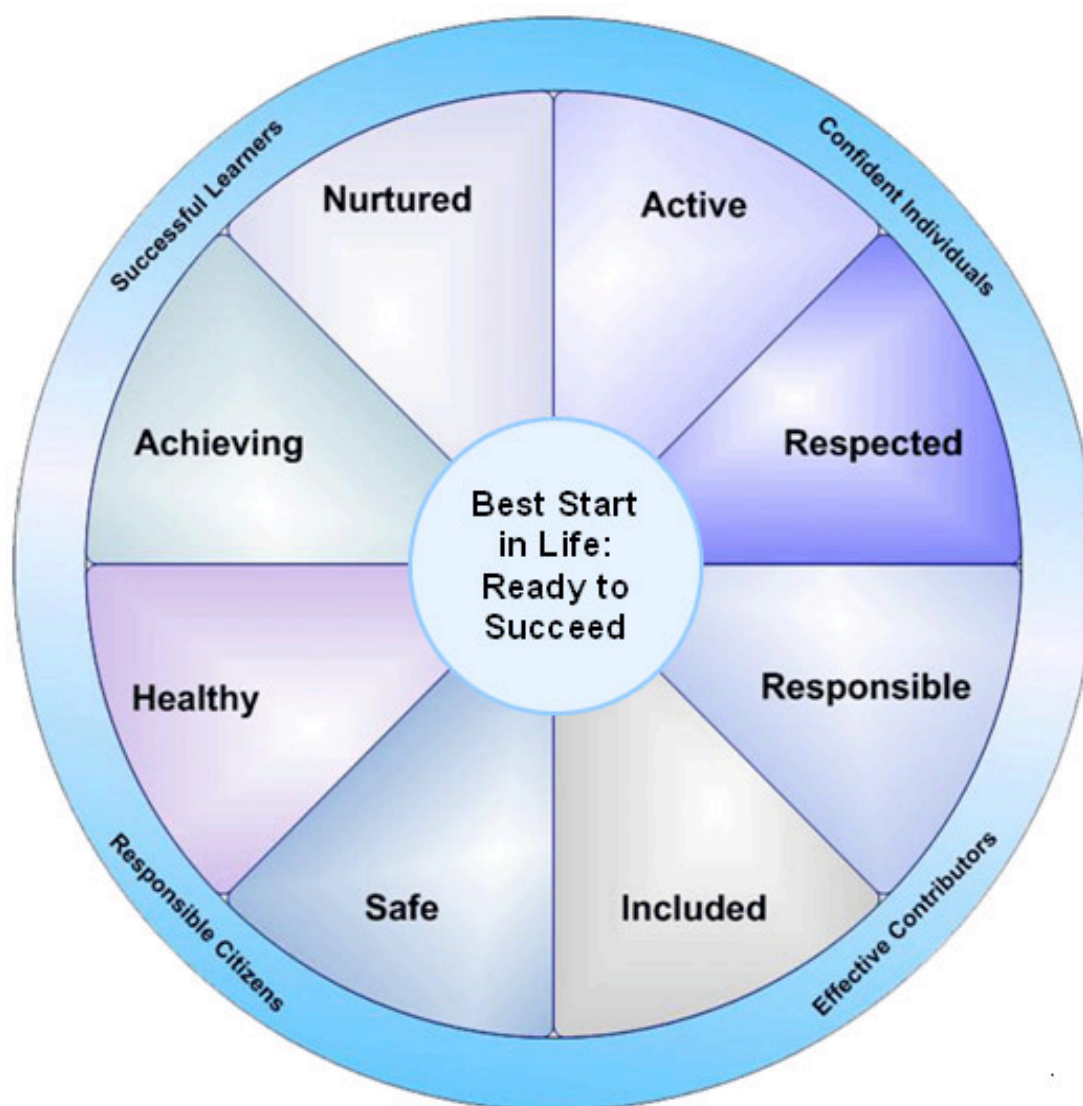 Successful Learners
Confident Individuals
Nurtured
Active
Achieving
Respected
Best Start
in Life:
Ready to
Succeed
Healthy
Responsible
Safe
Included
Responsible Citizens
Effective Contributors